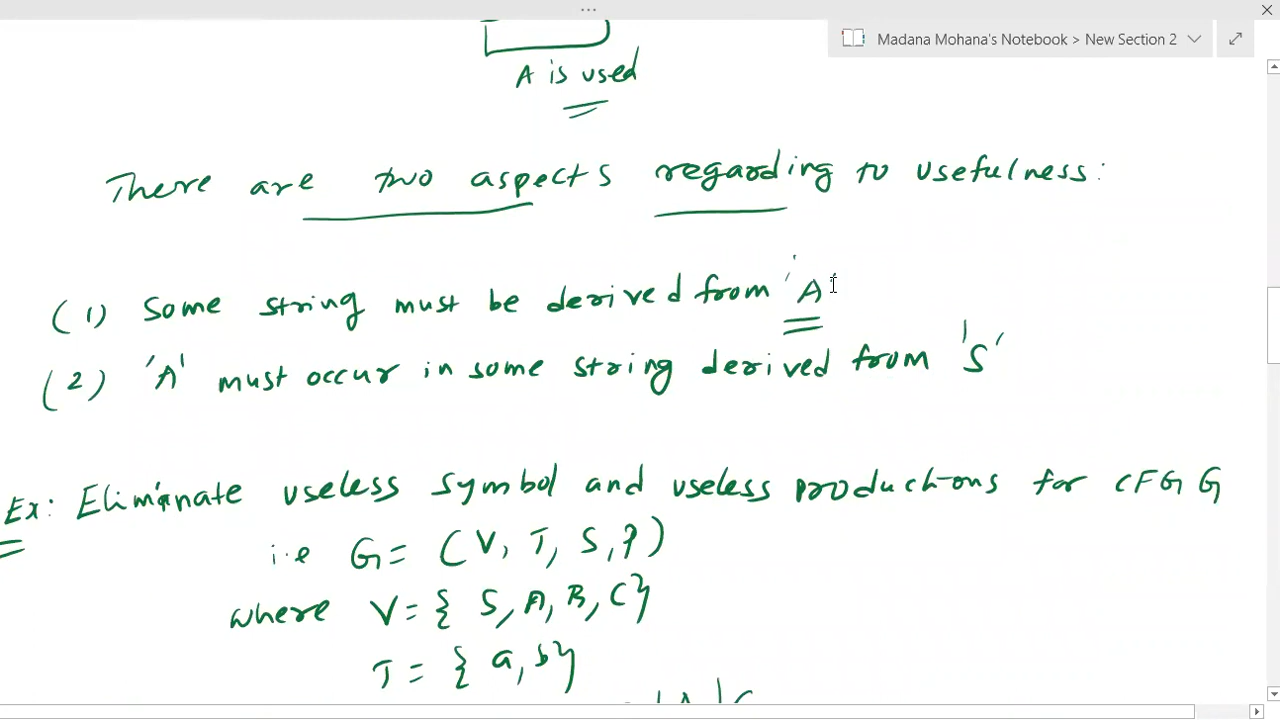 Madana Mohana's Notebook > New Section 2
A is used
There are two aspects regarding to usefulness:
(1) Some string must be derived from 'A'
(2) 'A' must occur in some string derived from 'S'
Ex: Eliminate useless symbol and useless productions for CFG G
i.e G = (V, T, S, P)
where V = { S, A, B, C}
T = { a, b}